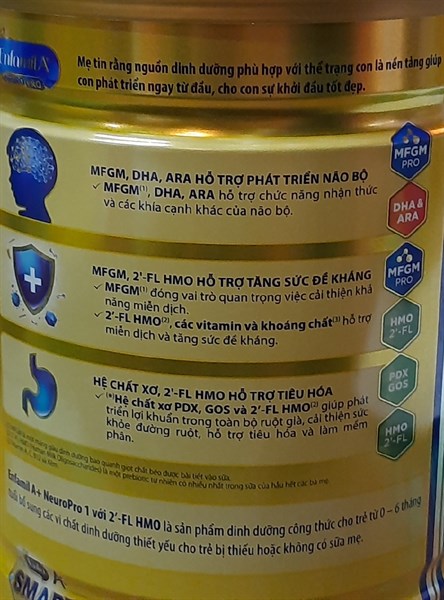 Enfamil A+
Mẹ tin rằng nguồn dinh dưỡng phù hợp với thể trạng con là nền tảng giúp
con phát triển ngay từ đầu, cho con sự khởi đầu tốt đẹp.
MFGM, DHA, ARA HỖ TRỢ PHÁT TRIỂN NÃO BỘ
✓ MFGM⁽¹⁾, DHA, ARA hỗ trợ chức năng nhận thức
và các khía cạnh khác của não bộ.
MFGM
PRO
DHA &
ARA
MFGM, 2'-FL HMO HỖ TRỢ TĂNG SỨC ĐỀ KHÁNG
✓ MFGM⁽¹⁾ đóng vai trò quan trọng việc cải thiện khả
năng miễn dịch.
✓ 2'-FL HMO⁽²⁾, các vitamin và khoáng chất⁽³⁾ hỗ trợ
miễn dịch và tăng sức đề kháng.
MFGM
PRO
HMO
2'-FL
HỆ CHẤT XƠ, 2'-FL HMO HỖ TRỢ TIÊU HÓA
✓ ⁽*⁾Hệ chất xơ PDX, GOS và 2'-FL HMO⁽²⁾ giúp phát
triển lợi khuẩn trong toàn bộ ruột già, cải thiện sức
khỏe đường ruột, hỗ trợ tiêu hóa và làm mềm
phân.
PDX
GOS
HMO
2'-FL
Enfamil A+ NeuroPro 1 với 2'-FL HMO là sản phẩm dinh dưỡng công thức cho trẻ từ 0 – 6 tháng
tuổi bổ sung các vi chất dinh dưỡng thiết yếu cho trẻ bị thiếu hoặc không có sữa mẹ.